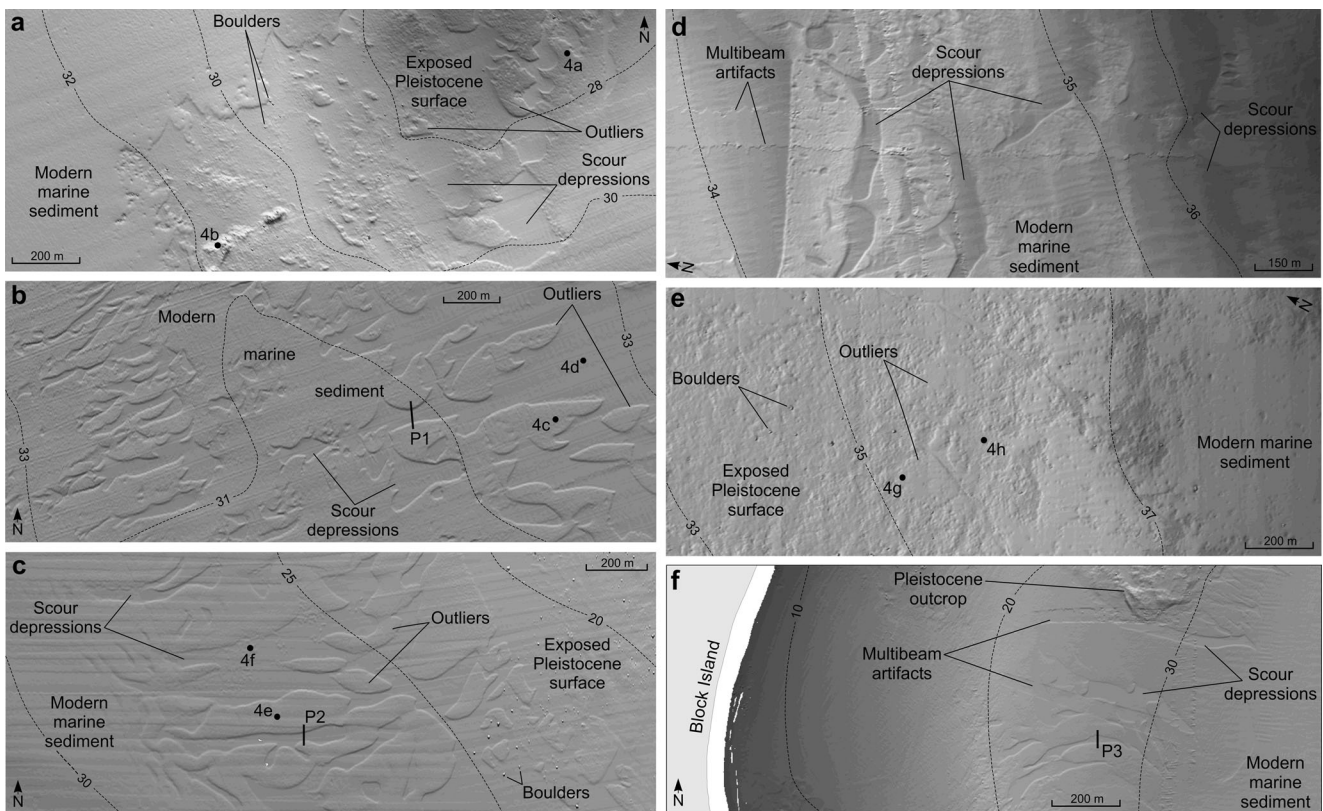 a
Boulders
N
32
30
Exposed
Pleistocene
surface
4a
28
Outliers
Scour
depressions
Modern
marine
sediment
30
4b
200 m
b
200 m
Outliers
Modern
marine
sediment
33
4d
4c
P1
33
31
Scour
depressions
N
c
200 m
25
20
Scour
depressions
Outliers
4f
Exposed
Pleistocene
surface
Modern
marine
sediment
4e
P2
30
Boulders
N
d
Multibeam
artifacts
Scour
depressions
35
Scour
depressions
34
36
Modern
marine
sediment
N
150 m
e
N
Outliers
Boulders
4h
35
Modern marine
sediment
Exposed
Pleistocene
surface
4g
33
37
200 m
f
Pleistocene
outcrop
10
20
Multibeam
artifacts
30
Scour
depressions
Block Island
P3
N
200 m
Modern
marine
sediment